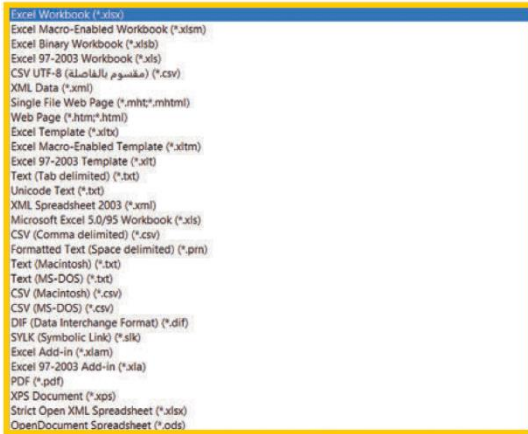 Excel Workbook (*.xlsx)
Excel Macro-Enabled Workbook (*.xlsm)
Excel Binary Workbook (*.xlsb)
Excel 97-2003 Workbook (*.xls)
CSV UTF-8 (مقسوم بالفاصلة) (*.csv)
XML Data (*.xml)
Single File Web Page (*.mht;*.mhtml)
Web Page (*.htm;*.html)
Excel Template (*.xltx)
Excel Macro-Enabled Template (*.xltm)
Excel 97-2003 Template (*.xlt)
Text (Tab delimited) (*.txt)
Unicode Text (*.txt)
XML Spreadsheet 2003 (*.xml)
Microsoft Excel 5.0/95 Workbook (*.xls)
CSV (Comma delimited) (*.csv)
Formatted Text (Space delimited) (*.prn)
Text (Macintosh) (*.txt)
Text (MS-DOS) (*.txt)
CSV (Macintosh) (*.csv)
CSV (MS-DOS) (*.csv)
DIF (Data Interchange Format) (*.dif)
SYLK (Symbolic Link) (*.slk)
Excel Add-in (*.xlam)
Excel 97-2003 Add-in (*.xla)
PDF (*.pdf)
XPS Document (*.xps)
Strict Open XML Spreadsheet (*.xlsx)
OpenDocument Spreadsheet (*.ods)